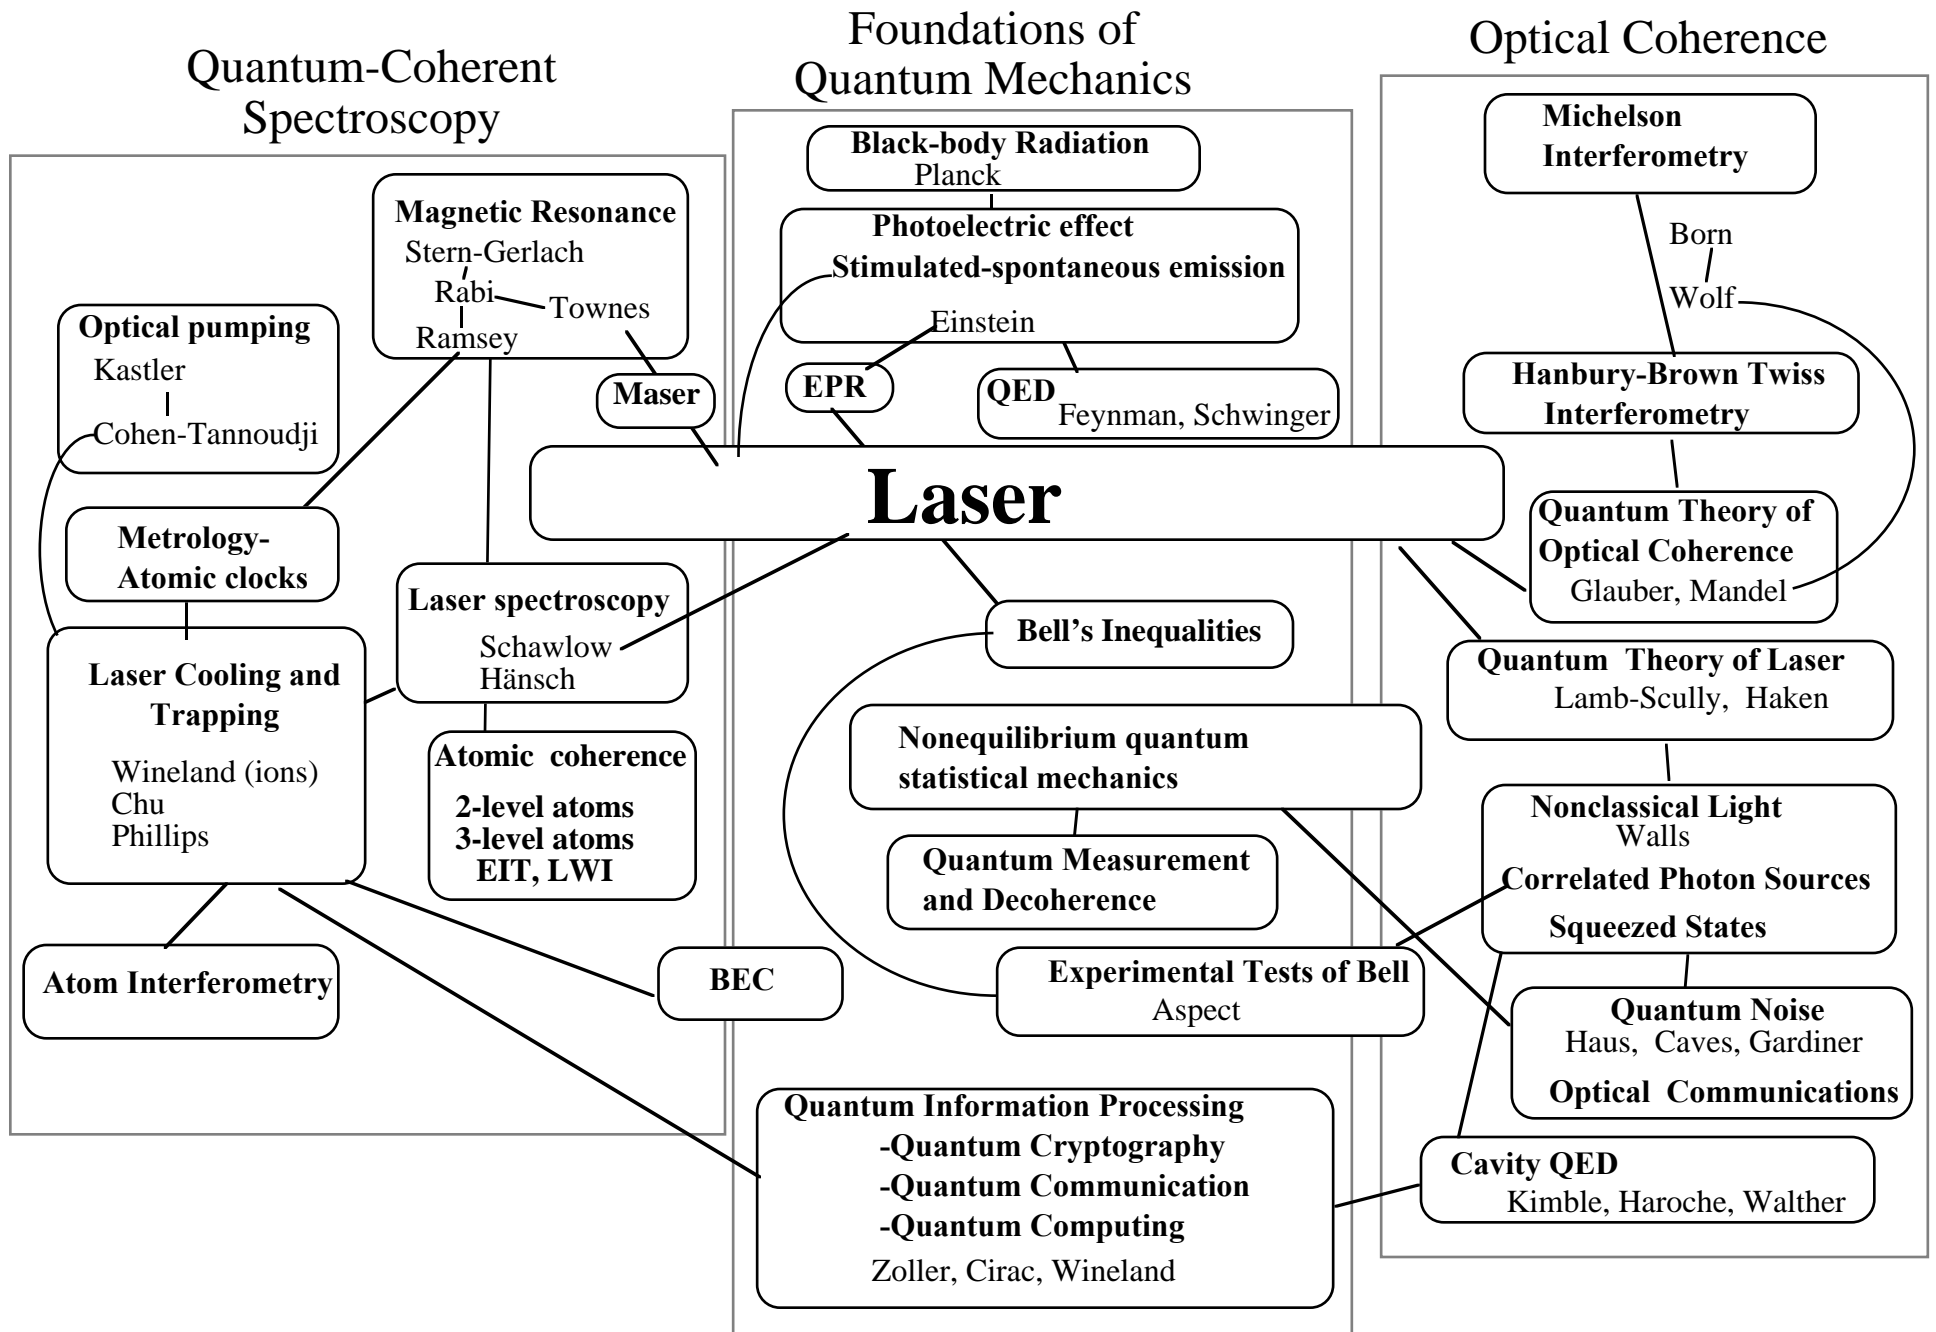 Quantum-Coherent
Spectroscopy
Magnetic Resonance
Stern-Gerlach
Rabi
Townes
Ramsey
Optical pumping
Kastler
Cohen-Tannoudji
Maser
Metrology-
Atomic clocks
Laser spectroscopy
Schawlow
Hänsch
Laser Cooling and
Trapping
Wineland (ions)
Chu
Phillips
Atomic coherence
2-level atoms
3-level atoms
EIT, LWI
Atom Interferometry
BEC
Foundations of
Quantum Mechanics
Black-body Radiation
Planck
Photoelectric effect
Stimulated-spontaneous emission
Einstein
EPR
QED
Feynman, Schwinger
Laser
Bell's Inequalities
Nonequilibrium quantum
statistical mechanics
Quantum Measurement
and Decoherence
Experimental Tests of Bell
Aspect
Quantum Information Processing
-Quantum Cryptography
-Quantum Communication
-Quantum Computing
Zoller, Cirac, Wineland
Optical Coherence
Michelson
Interferometry
Born
Wolf
Hanbury-Brown Twiss
Interferometry
Quantum Theory of
Optical Coherence
Glauber, Mandel
Quantum Theory of Laser
Lamb-Scully, Haken
Nonclassical Light
Walls
Correlated Photon Sources
Squeezed States
Quantum Noise
Haus, Caves, Gardiner
Optical Communications
Cavity QED
Kimble, Haroche, Walther